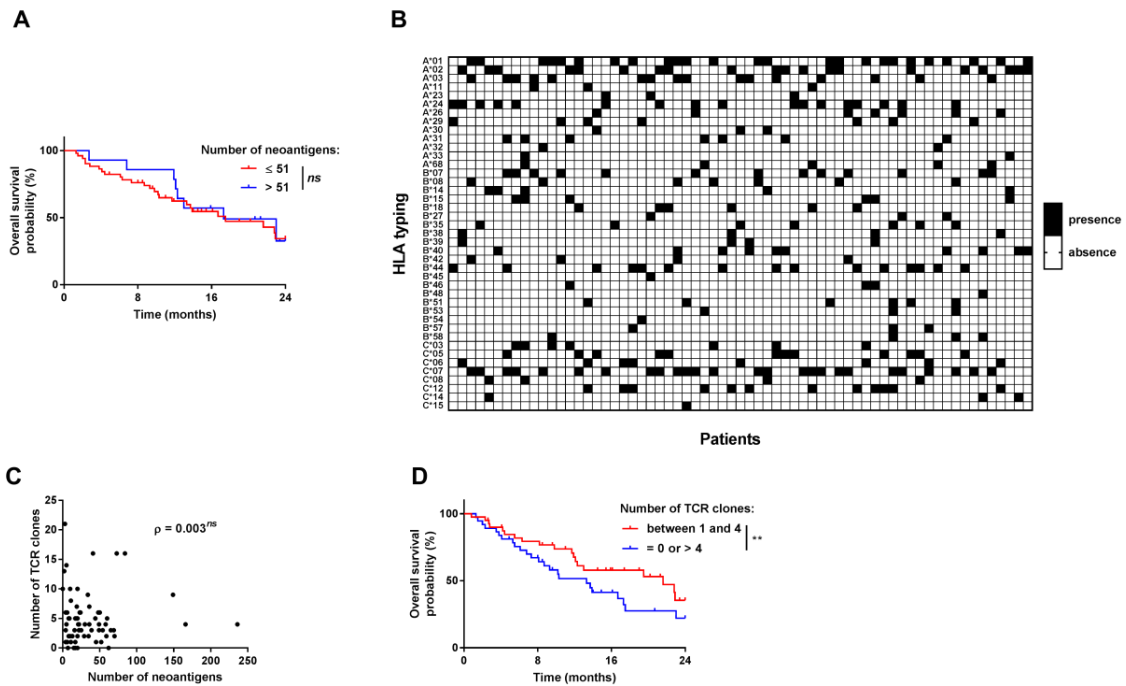 A
Number of neoantigens:
≤ 51
> 51
ns
Overall survival
probability (%)
100
50
0
0 8 16 24
Time (months)
B
HLA typing
A*01
A*02
A*03
A*11
A*23
A*24
A*26
A*29
A*30
A*31
A*32
A*33
A*68
B*07
B*08
B*14
B*15
B*18
B*27
B*35
B*38
B*39
B*40
B*42
B*44
B*45
B*46
B*48
B*51
B*53
B*54
B*57
B*58
C*03
C*05
C*06
C*07
C*08
C*12
C*14
C*15
Patients
presence
absence
C
Number of TCR clones
25
20
15
10
5
0
ρ = 0.003ns
0 50 100 150 200 250
Number of neoantigens
D
Number of TCR clones:
between 1 and 4
= 0 or > 4
**
Overall survival
probability (%)
100
50
0
0 8 16 24
Time (months)